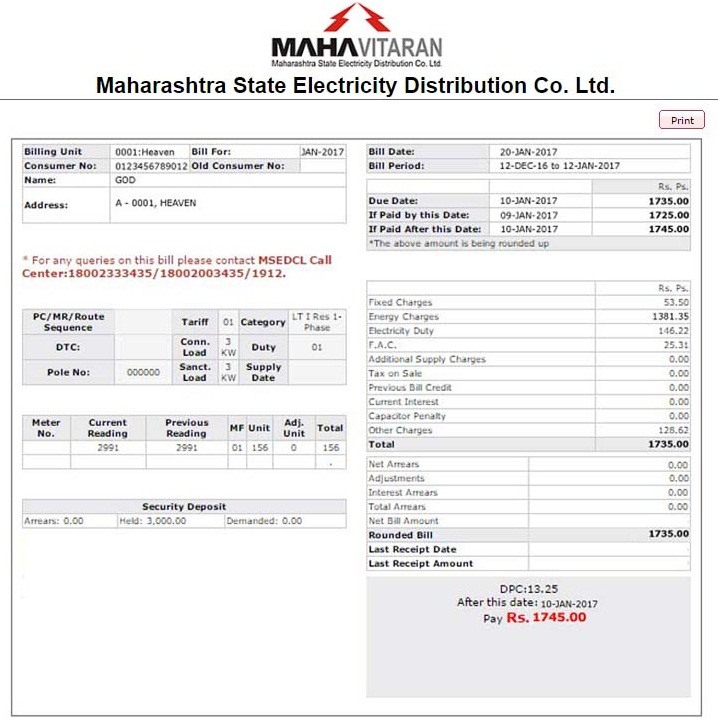 MAHAVITARAN
Maharashtra State Electricity Distribution Co. Ltd.
Maharashtra State Electricity Distribution Co. Ltd.
Print
Billing Unit 0001:Heaven Bill For: JAN-2017
Consumer No: 0123456789012 Old Consumer No:
Name: GOD
Address: A - 0001, HEAVEN
Bill Date: 20-JAN-2017
Bill Period: 12-DEC-16 to 12-JAN-2017
Rs. Ps.
Due Date: 10-JAN-2017 1735.00
If Paid by this Date: 09-JAN-2017 1725.00
If Paid After this Date: 10-JAN-2017 1745.00
*The above amount is being rounded up
* For any queries on this bill please contact MSEDCL Call
Center:18002333435/18002003435/1912.
PC/MR/Route Sequence Tariff 01 Category LT I Res 1-Phase
DTC: Conn. Load 3 KW Duty 01
Pole No: 000000 Sanct. Load 3 KW Supply Date
Meter No. Current Reading Previous Reading MF Unit Adj. Unit Total
2991 2991 01 156 0 156
.
Security Deposit
Arrears: 0.00 Held: 3,000.00 Demanded: 0.00
Rs. Ps.
Fixed Charges 53.50
Energy Charges 1381.35
Electricity Duty 146.22
F.A.C. 25.31
Additional Supply Charges 0.00
Tax on Sale 0.00
Previous Bill Credit 0.00
Current Interest 0.00
Capacitor Penalty 0.00
Other Charges 128.62
Total 1735.00
Net Arrears 0.00
Adjustments 0.00
Interest Arrears 0.00
Total Arrears 0.00
Net Bill Amount
Rounded Bill 1735.00
Last Receipt Date
Last Receipt Amount
DPC:13.25
After this date: 10-JAN-2017
Pay Rs. 1745.00